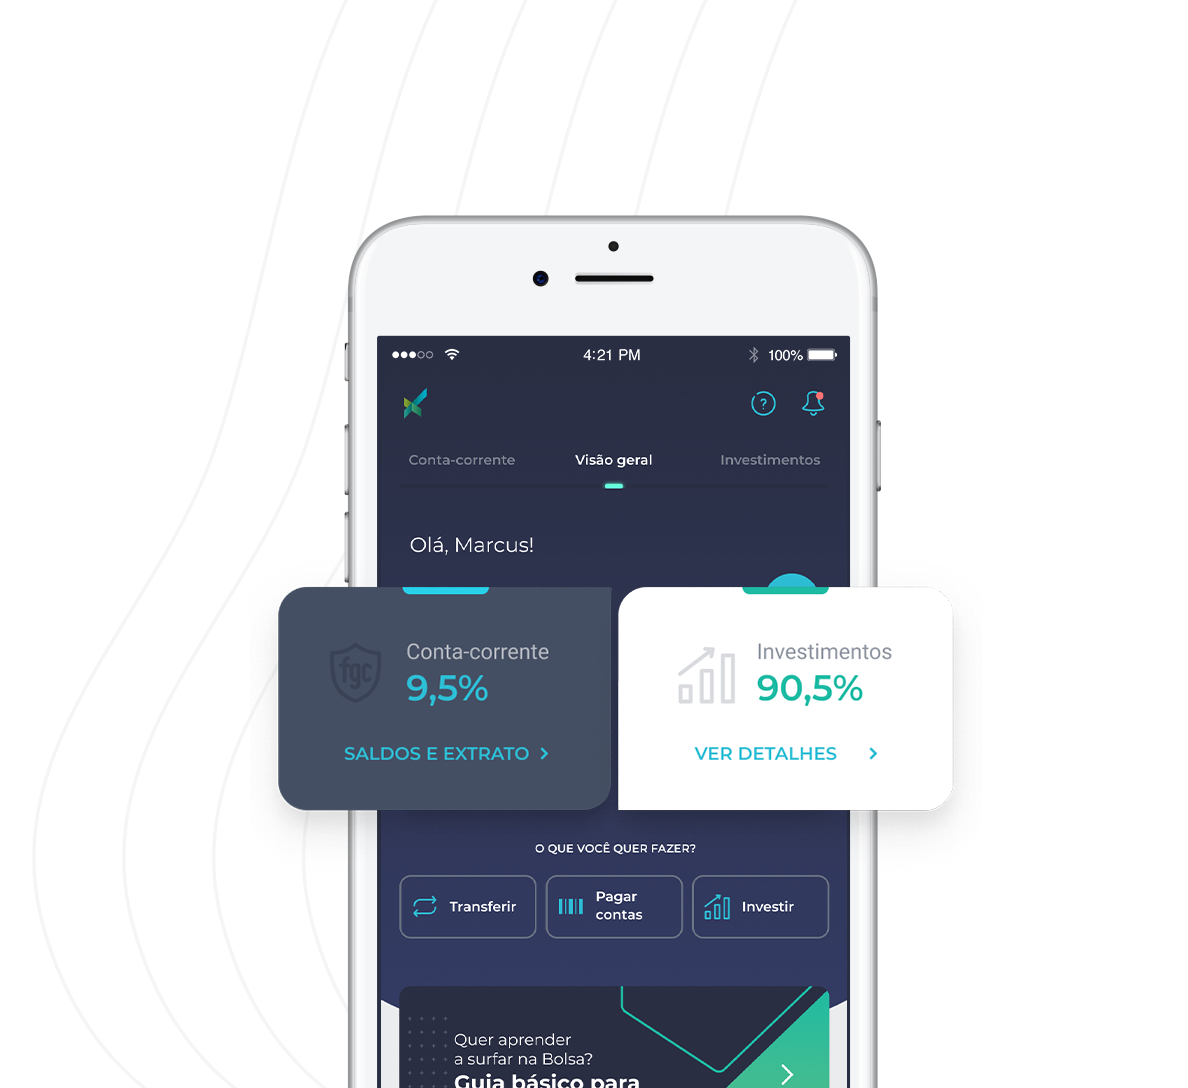 4:21 PM
100%
?
Conta-corrente
Visão geral
Investimentos
Olá, Marcus!
fgc
Conta-corrente
9,5%
SALDOS E EXTRATO
Investimentos
90,5%
VER DETALHES
O QUE VOCÊ QUER FAZER?
Transferir
Pagar
contas
Investir
Quer aprender
a surfar na Bolsa?
Guia básico para